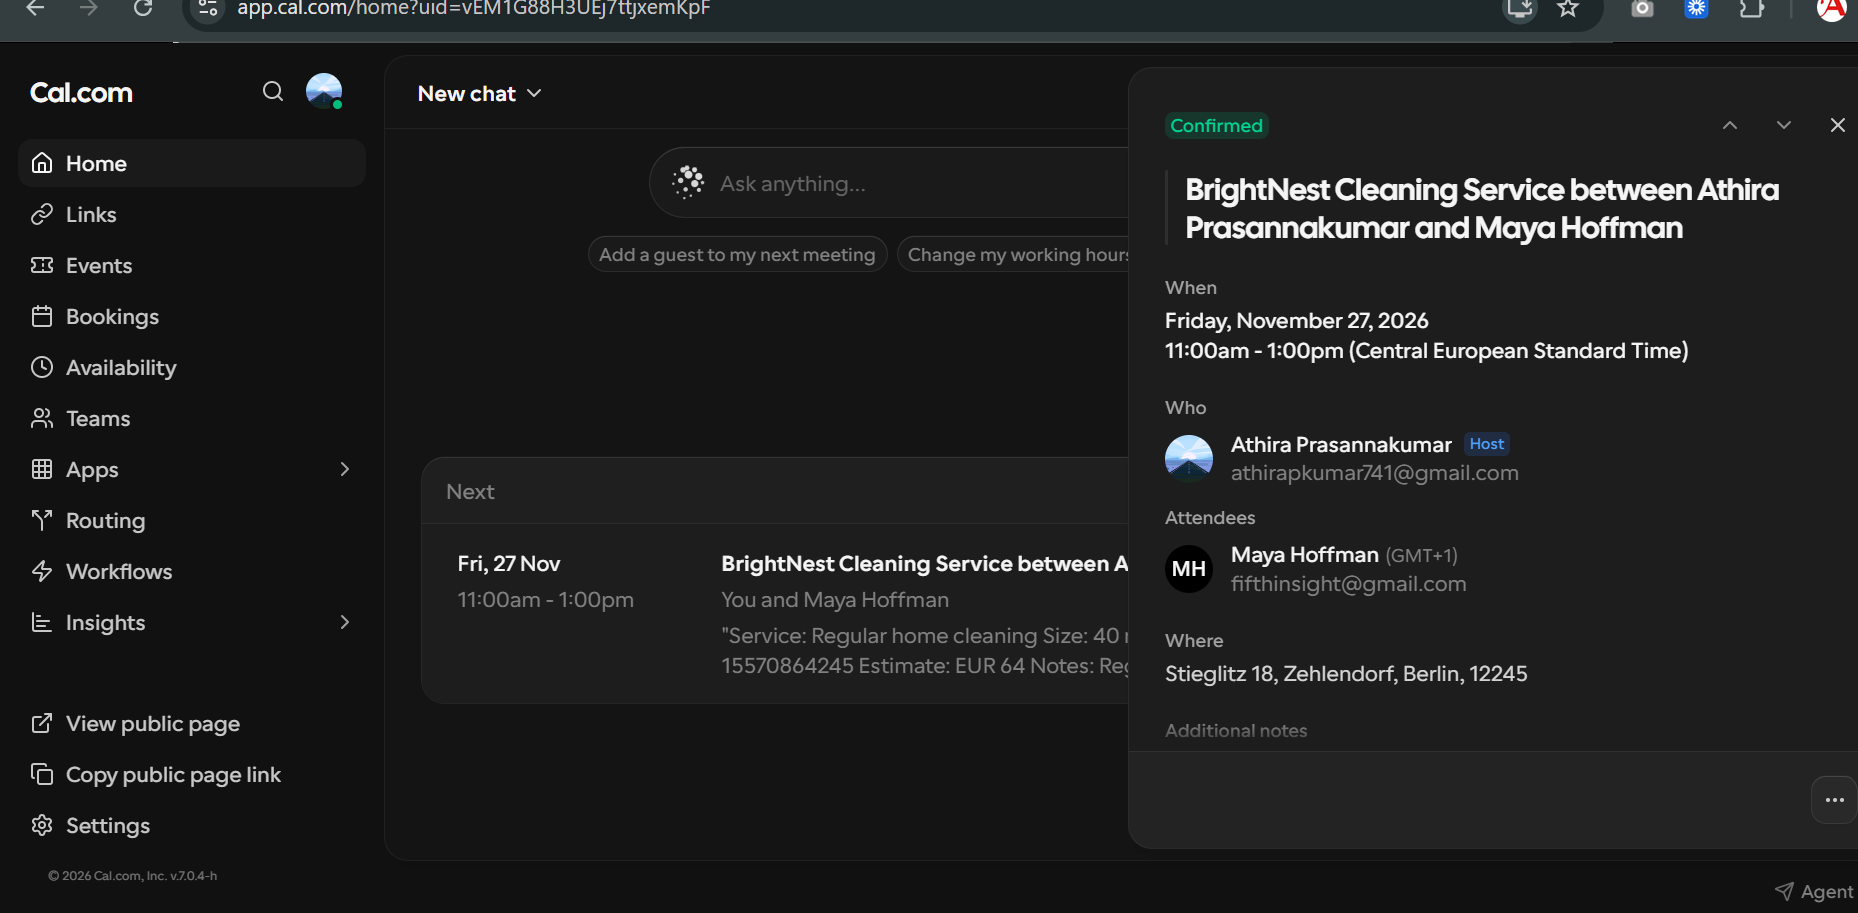 app.cal.com/home?uid=vEM1G88H3UEj7ttjxemKpF
Cal.com
Home
Links
Events
Bookings
Availability
Teams
Apps
Routing
Workflows
Insights
View public page
Copy public page link
Settings
© 2026 Cal.com, Inc. v.7.0.4-h
New chat
Ask anything...
Add a guest to my next meeting
Change my working hours
Next
Fri, 27 Nov
11:00am - 1:00pm
BrightNest Cleaning Service between A
You and Maya Hoffman
"Service: Regular home cleaning Size: 40
15570864245 Estimate: EUR 64 Notes: Reg
Confirmed
BrightNest Cleaning Service between Athira
Prasannakumar and Maya Hoffman
When
Friday, November 27, 2026
11:00am - 1:00pm (Central European Standard Time)
Who
Athira Prasannakumar Host
athirapkumar741@gmail.com
Attendees
MH
Maya Hoffman (GMT+1)
fifthinsight@gmail.com
Where
Stieglitz 18, Zehlendorf, Berlin, 12245
Additional notes
Agent